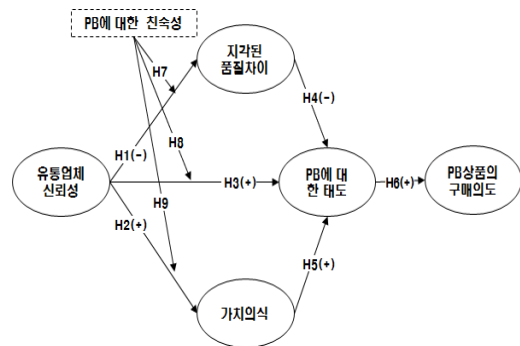 PB에 대한 친숙성
지각된
품질차이
H7
H4(-)
H8
H1(-)
유통업체
신뢰성
H3(+)
PB에 대
한 태도
H6(+)
PB상품의
구매의도
H9
H2(+)
H5(+)
가치의식